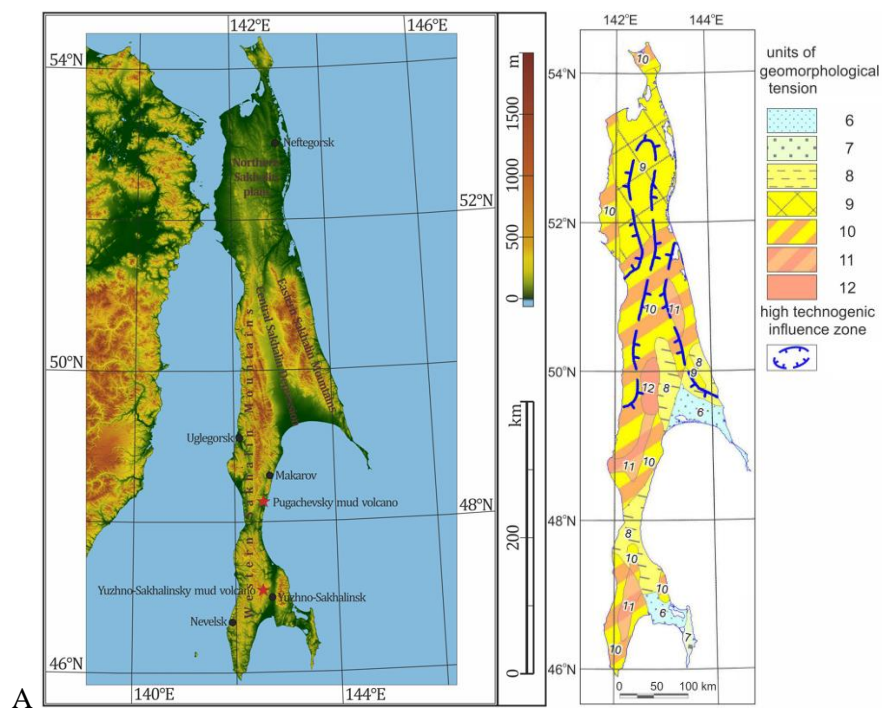 142°E
146°E
54°N
Neftegorsk
Northern
Sakhalin
plain
52°N
Eastern Sakhalin Mountains
50°N
Western Sakhalin Mountains
Uglegorsk
Makarov
Pugachevsky mud volcano
48°N
Yuzhno-Sakhalinsky mud volcano
Yuzhno-Sakhalinsk
Nevelsk
46°N
140°E
144°E
A
m
1500
1000
500
0
km
200
0
142°E
144°E
54°N
52°N
50°N
48°N
46°N
10
9
10
10
11
8
9
8
12
6
11
10
8
10
10
11
6
7
10
0 50 100 km
units of
geomorphological
tension
6
7
8
9
10
11
12
high technogenic
influence zone